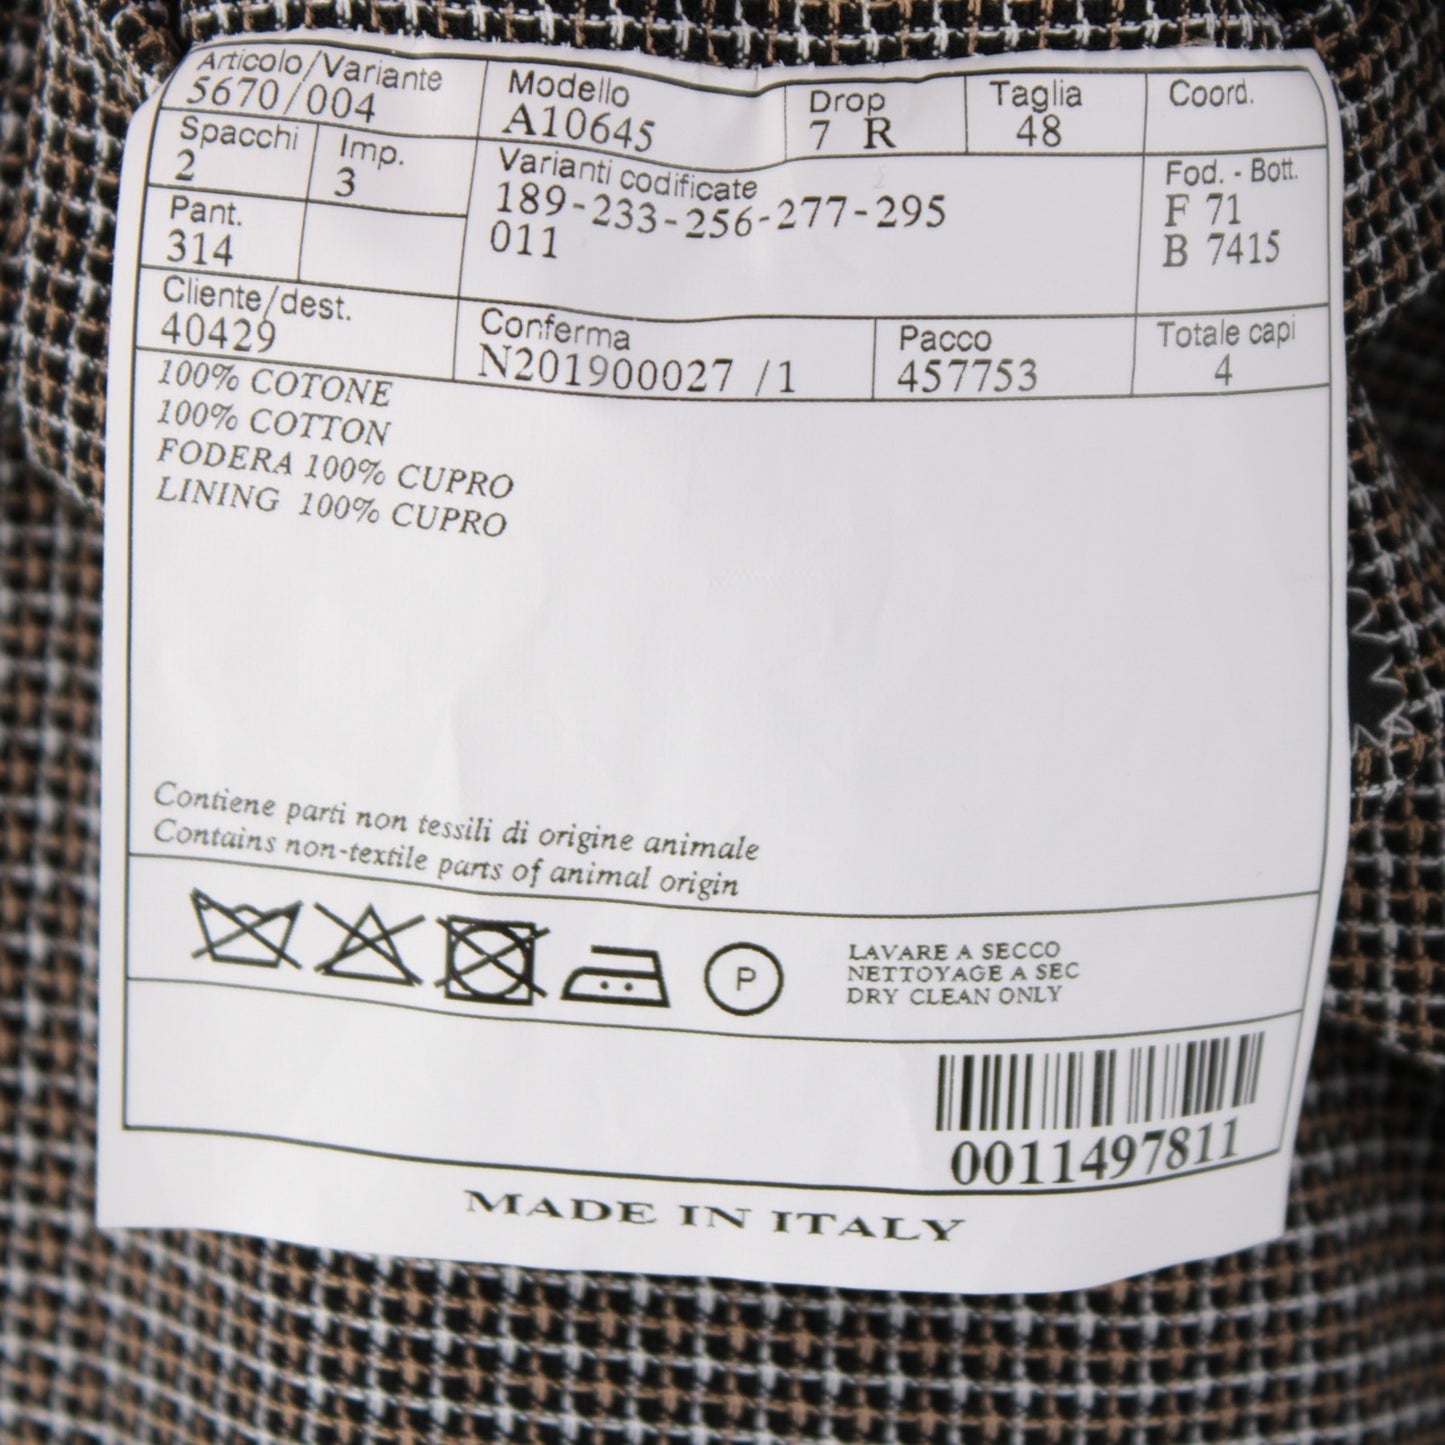 Articolo/Variante Modello Drop Taglia Coord.
5670/004 A10645 7 R 48
Spacchi Imp. Varianti codificate Fod. - Bott.
2 3 189-233-256-277-295 F 71
Pant. 011 B 7415
314
Cliente/dest. Conferma Pacco Totale capi
40429 N201900027 /1 457753 4
100% COTONE
100% COTTON
FODERA 100% CUPRO
LINING 100% CUPRO
Contiene parti non tessili di origine animale
Contains non-textile parts of animal origin
P
LAVARE A SECCO
NETTOYAGE A SEC
DRY CLEAN ONLY
0011497811
MADE IN ITALY